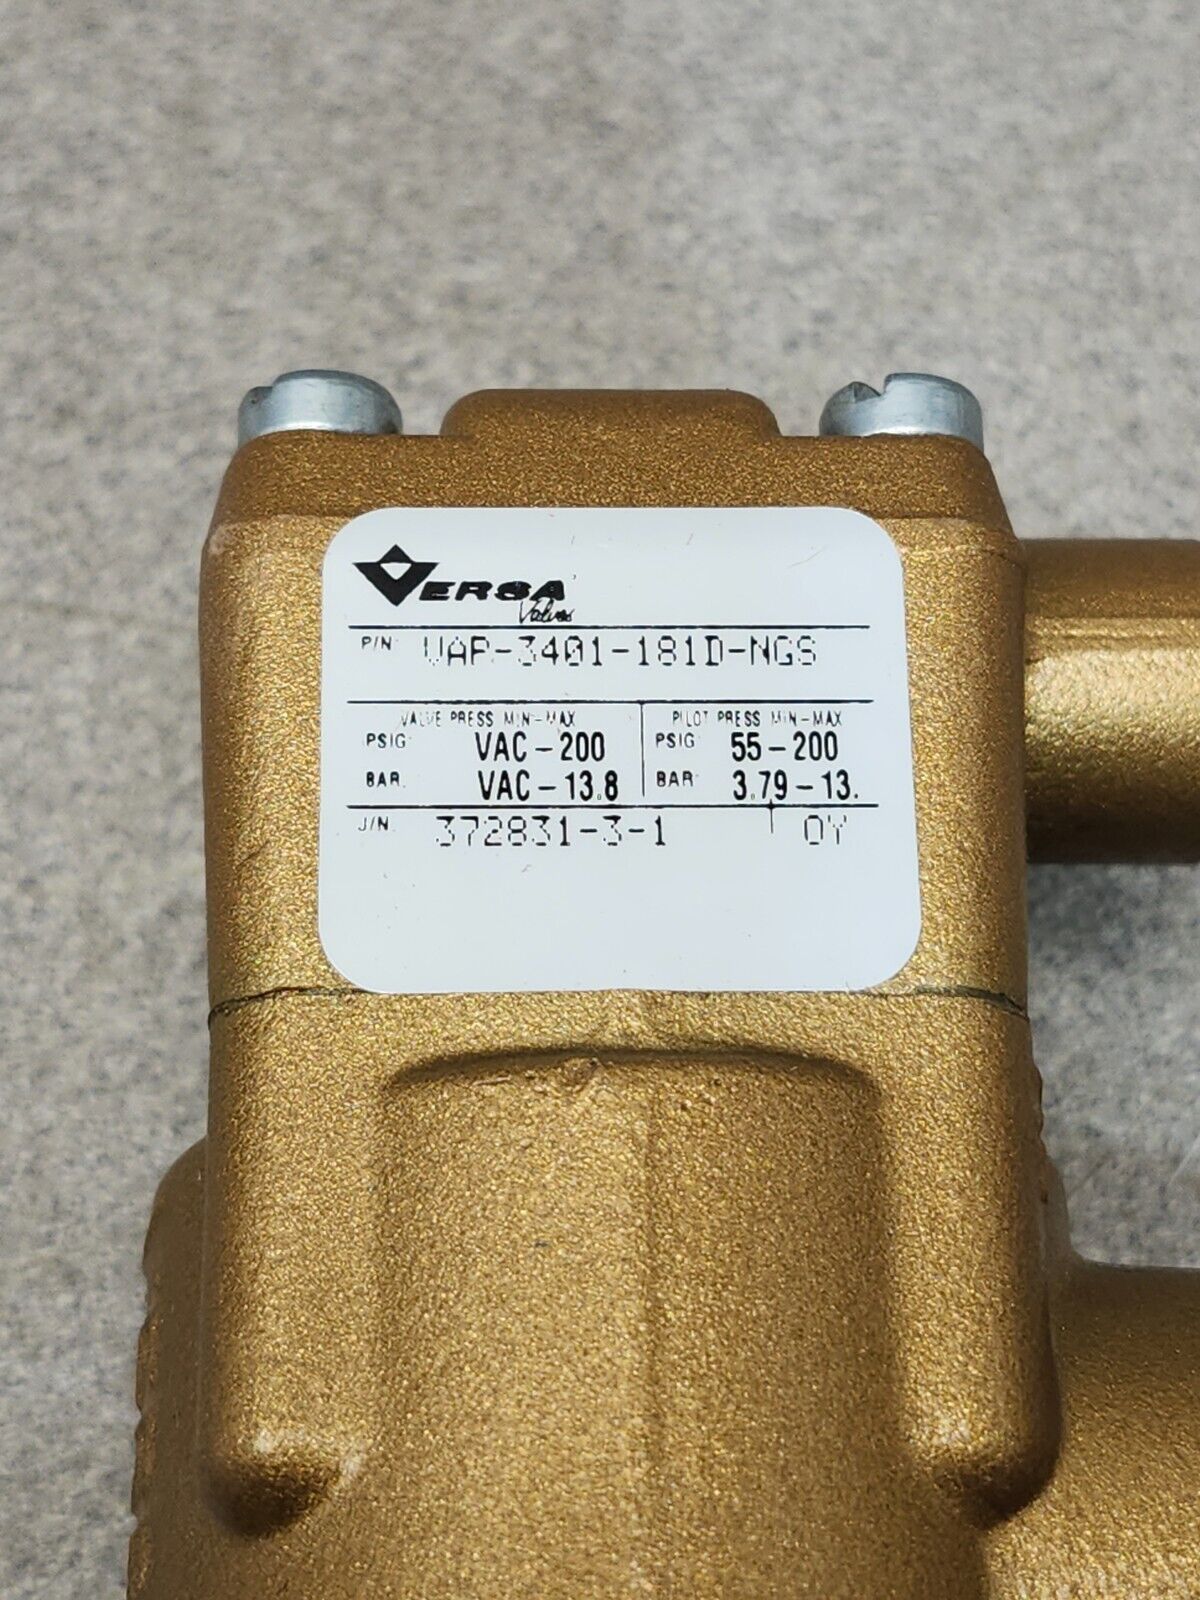 VERSA
Valves
P/N: VAP-3401-181D-NGS
VALVE PRESS MIN-MAX
PSIG: VAC-200
BAR: VAC-13.8
PILOT PRESS MIN-MAX
PSIG: 55-200
BAR: 3.79-13.
J/N: 372831-3-1 OY